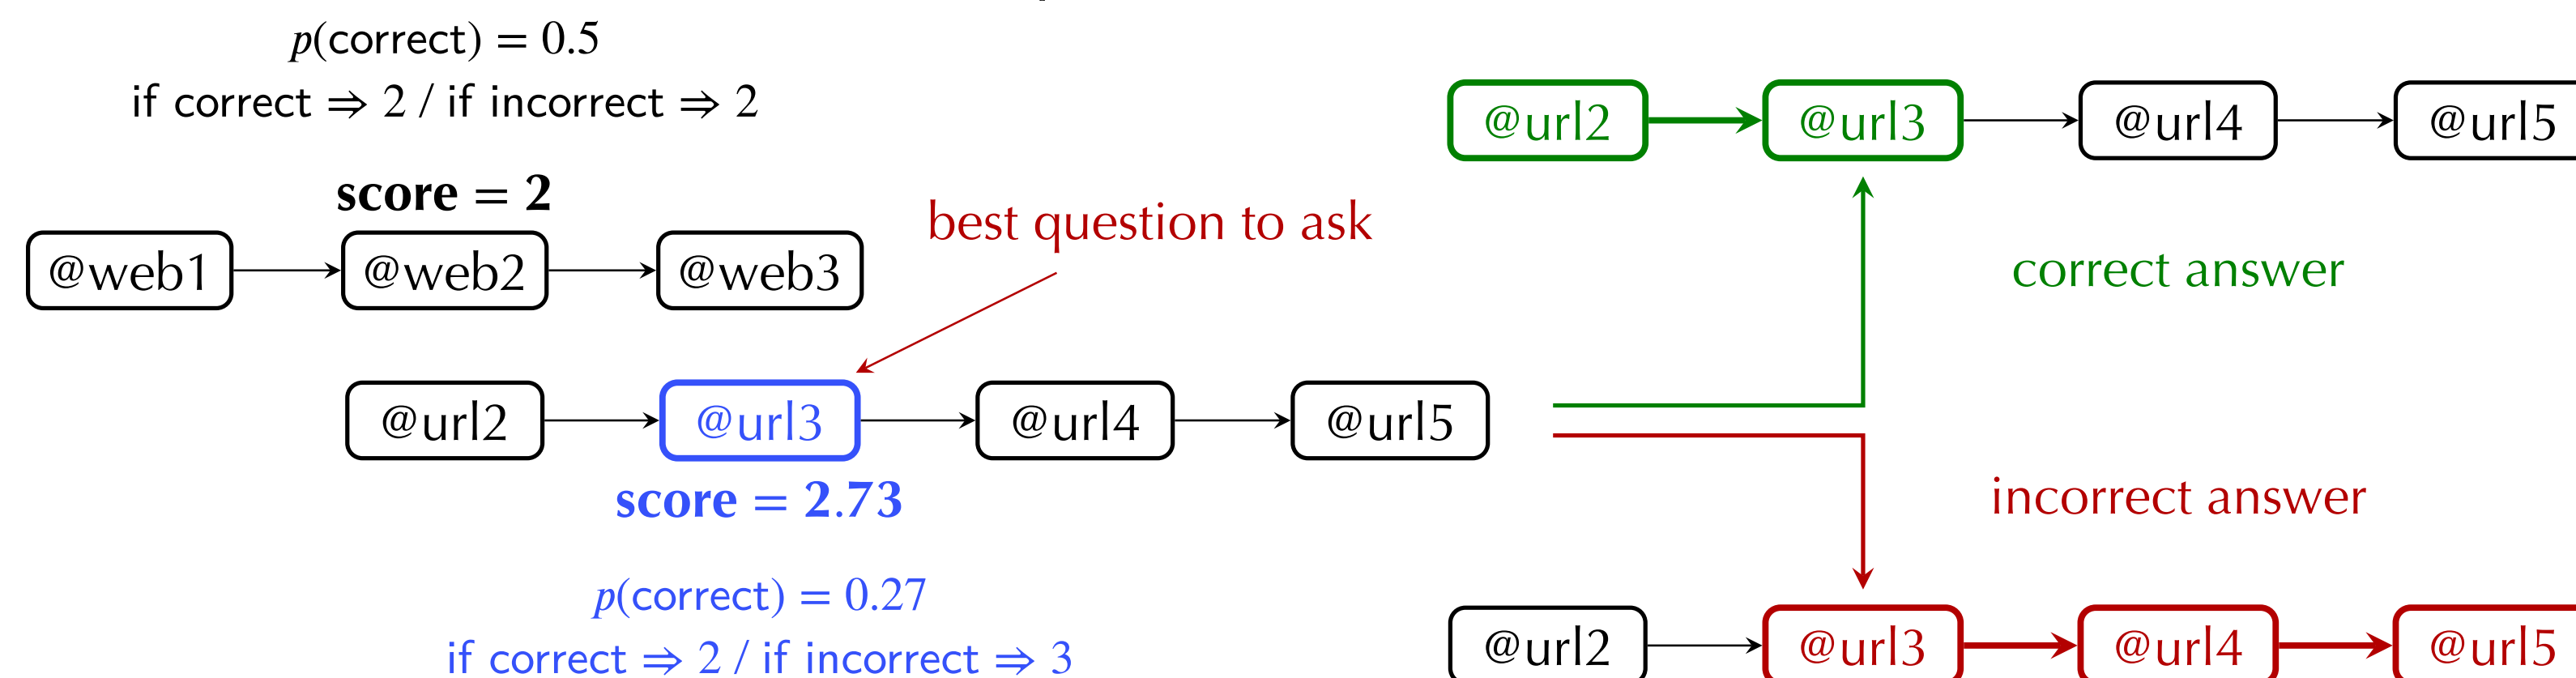 p(correct) = 0.5
if correct ⇒ 2 / if incorrect ⇒ 2
score = 2
@web1 @web2 @web3
best question to ask
@url2 @url3 @url4 @url5
score = 2.73
p(correct) = 0.27
if correct ⇒ 2 / if incorrect ⇒ 3
@url2 @url3 @url4 @url5
correct answer
incorrect answer
@url2 @url3 @url4 @url5